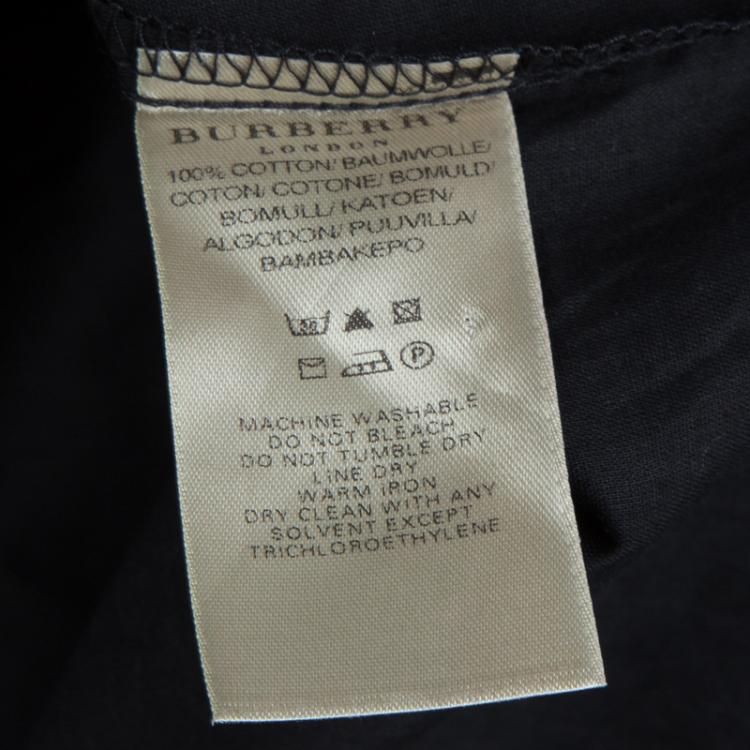 BURBERRY
LONDON
100% COTTON/BAUMWOLLE/
COTON/ COTONE/ BOMULD/
BOMULL/ KATOEN/
ALGODON/ PUUVILLA/
BAMBAKEPO
30
P
MACHINE WASHABLE
DO NOT BLEACH
DO NOT TUMBLE DRY
LINE DRY
WARM IRON
DRY CLEAN WITH ANY
SOLVENT EXCEPT
TRICHLOROETHYLENE